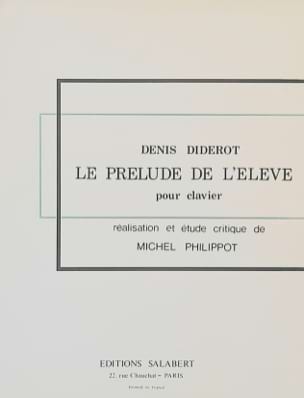 DENIS DIDEROT
LE PRELUDE DE L'ELEVE
pour clavier
réalisation et étude critique de
MICHEL PHILIPPOT
EDITIONS SALABERT
22, rue Chauchat - PARIS